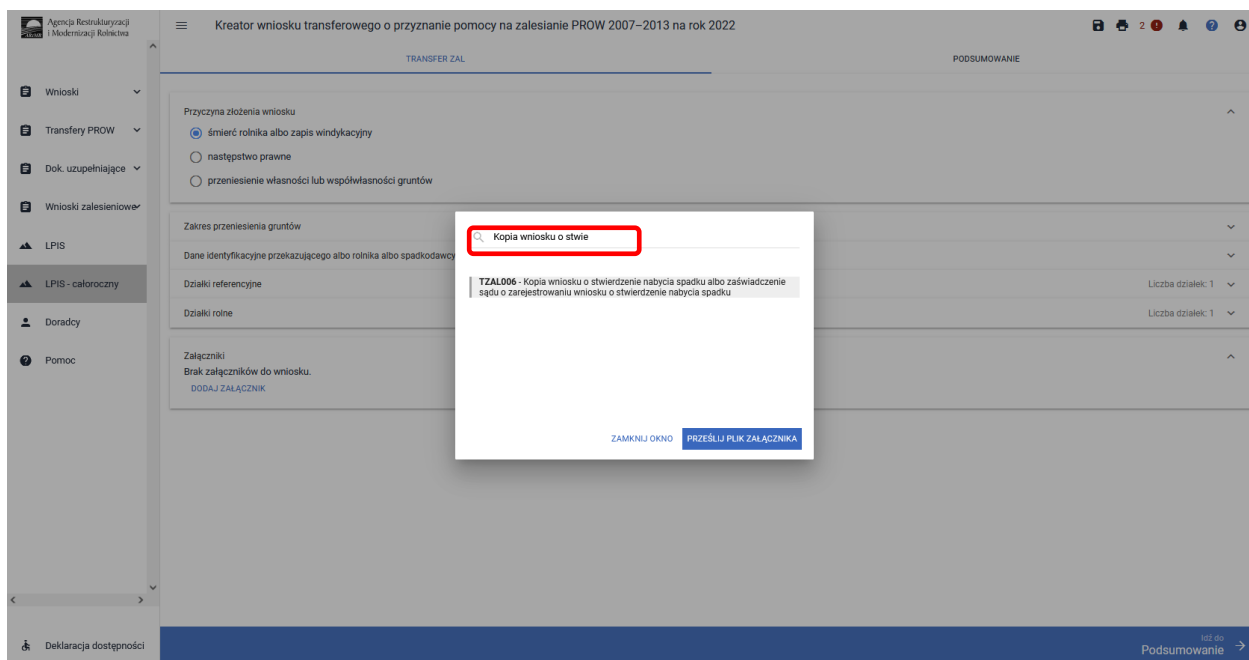 Agencja Restrukturyzacji
i Modernizacji Rolnictwa
Kreator wniosku transferowego o przyznanie pomocy na zalesianie PROW 2007–2013 na rok 2022
2
TRANSFER ZAL
PODSUMOWANIE
Wnioski
Transfery PROW
Dok. uzupełniające
Wnioski zalesieniowe
LPIS
LPIS - całoroczny
Doradcy
Pomoc
Deklaracja dostępności
Przyczyna złożenia wniosku
śmierć rolnika albo zapis windykacyjny
następstwo prawne
przeniesienie własności lub współwłasności gruntów
Zakres przeniesienia gruntów
Dane identyfikacyjne przekazującego albo rolnika albo spadkodawcy
Działki referencyjne
Liczba działek: 1
Działki rolne
Liczba działek: 1
Załączniki
Brak załączników do wniosku.
DODAJ ZAŁĄCZNIK
Kopia wniosku o stwie
TZAL006 - Kopia wniosku o stwierdzenie nabycia spadku albo zaświadczenie
sądu o zarejestrowaniu wniosku o stwierdzenie nabycia spadku
ZAMKNIJ OKNO
PRZEŚLIJ PLIK ZAŁĄCZNIKA
Idź do
Podsumowanie